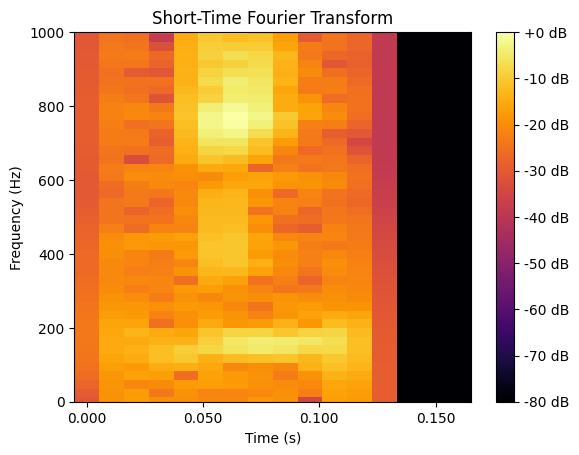 Short-Time Fourier Transform
1000
800
600
400
200
0
Frequency (Hz)
0.000
0.050
0.100
0.150
Time (s)
+0 dB
-10 dB
-20 dB
-30 dB
-40 dB
-50 dB
-60 dB
-70 dB
-80 dB